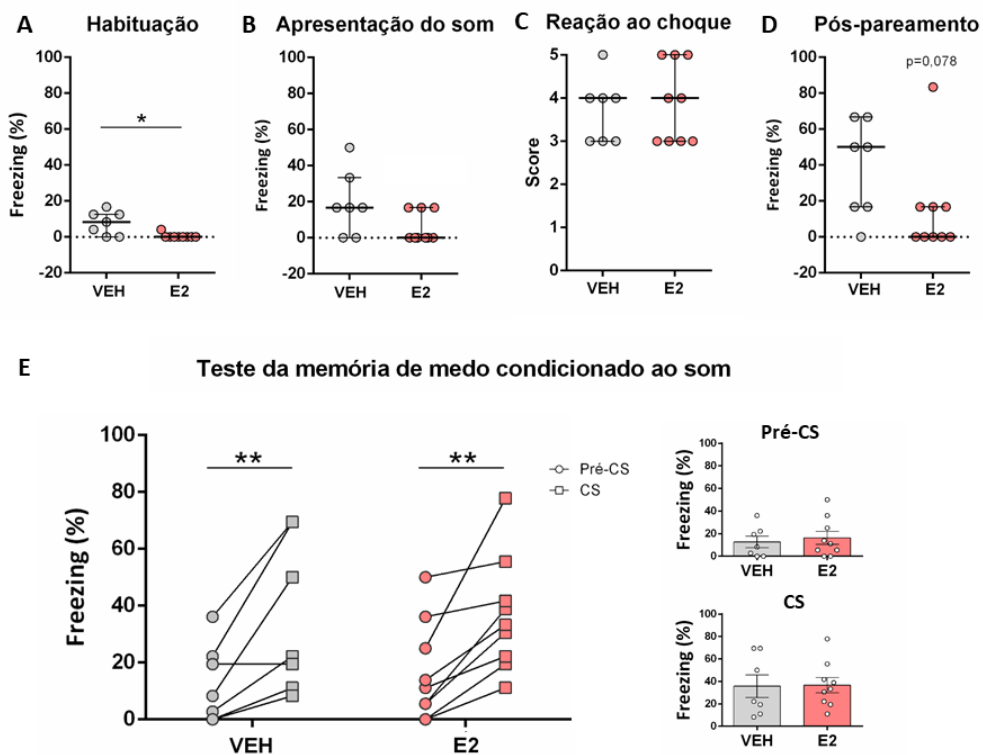 A
Habituação
Freezing (%)
100
80
60
40
20
0
-20
*
VEH
E2
B
Apresentação do som
Freezing (%)
100
80
60
40
20
0
-20
VEH
E2
C
Reação ao choque
Score
5
4
3
2
1
0
VEH
E2
D
Pós-pareamento
p=0,078
Freezing (%)
100
80
60
40
20
0
-20
VEH
E2
E
Teste da memória de medo condicionado ao som
Freezing (%)
100
80
60
40
20
0
**
**
VEH
E2
Pré-CS
CS
Pré-CS
Freezing (%)
100
80
60
40
20
0
VEH
E2
CS
Freezing (%)
100
80
60
40
20
0
VEH
E2